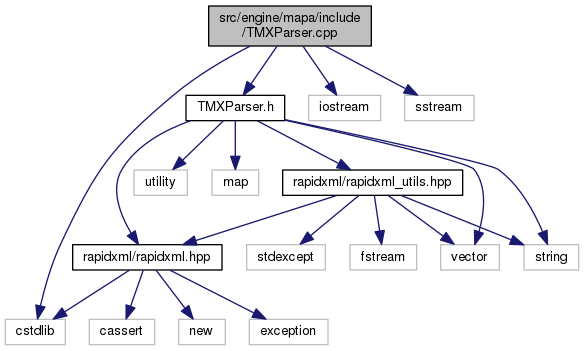 src/engine/mapa/include
/TMXParser.cpp
TMXParser.h
iostream
sstream
utility
map
rapidxml/rapidxml_utils.hpp
rapidxml/rapidxml.hpp
stdexcept
fstream
vector
string
cstdlib
cassert
new
exception